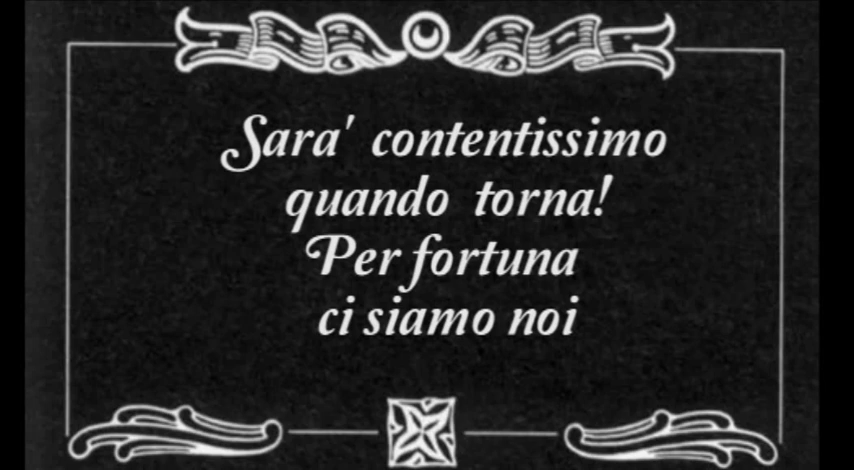 Sara' contentissimo
quando torna!
Per fortuna
ci siamo noi